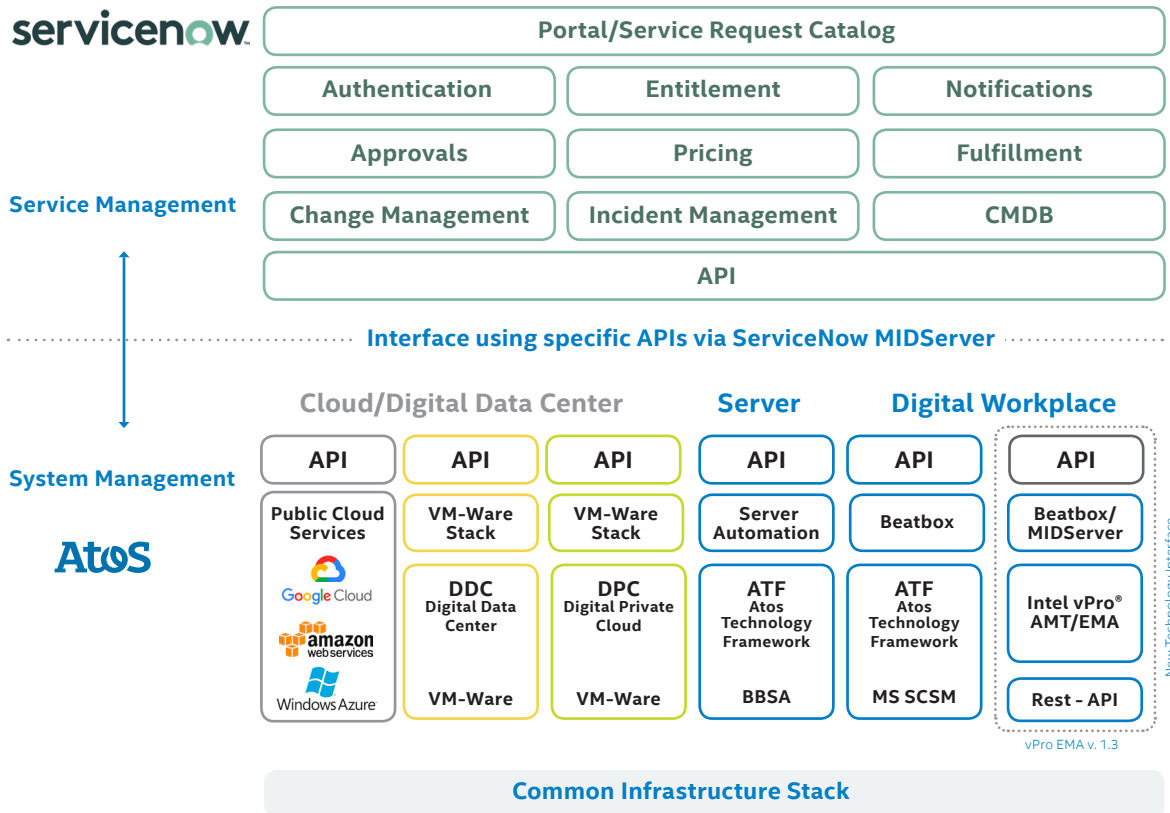 servicenow™
Portal/Service Request Catalog
Authentication
Entitlement
Notifications
Approvals
Pricing
Fulfillment
Service Management
Change Management
Incident Management
CMDB
API
Interface using specific APIs via ServiceNow MIDServer
Cloud/Digital Data Center
Server
Digital Workplace
System Management
Atos
API
Public Cloud
Services
Google Cloud
amazon
webservices
Windows Azure
API
VM-Ware
Stack
DDC
Digital Data
Center
VM-Ware
API
VM-Ware
Stack
DPC
Digital Private
Cloud
VM-Ware
API
Server
Automation
ATF
Atos
Technology
Framework
BBSA
API
Beatbox
ATF
Atos
Technology
Framework
MS SCSM
API
Beatbox/
MIDServer
Intel vPro®
AMT/EMA
Rest - API
vPro EMA v. 1.3
New Technology Interface
Common Infrastructure Stack